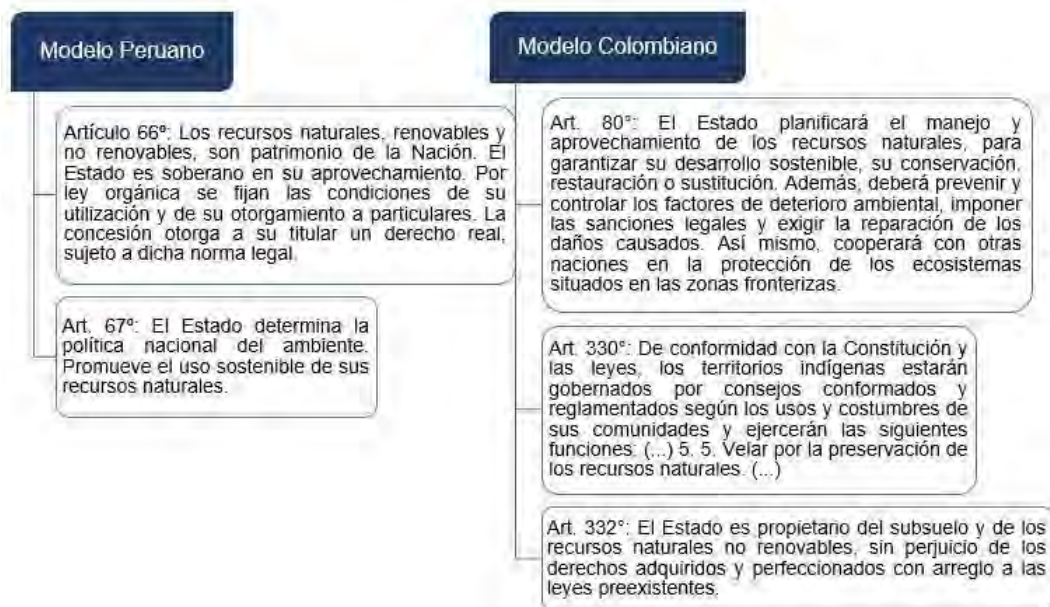 Modelo Peruano
Artículo 66º: Los recursos naturales, renovables y
no renovables, son patrimonio de la Nación. El
Estado es soberano en su aprovechamiento. Por
ley orgánica se fijan las condiciones de su
utilización y de su otorgamiento a particulares. La
concesión otorga a su titular un derecho real,
sujeto a dicha norma legal.
Art. 67º: El Estado determina la
política nacional del ambiente.
Promueve el uso sostenible de sus
recursos naturales.
Modelo Colombiano
Art. 80°: El Estado planificará el manejo y
aprovechamiento de los recursos naturales, para
garantizar su desarrollo sostenible, su conservación,
restauración o sustitución. Además, deberá prevenir y
controlar los factores de deterioro ambiental, imponer
las sanciones legales y exigir la reparación de los
daños causados. Así mismo, cooperará con otras
naciones en la protección de los ecosistemas
situados en las zonas fronterizas.
Art. 330°: De conformidad con la Constitución y
las leyes, los territorios indígenas estarán
gobernados por consejos conformados y
reglamentados según los usos y costumbres de
sus comunidades y ejercerán las siguientes
funciones: (...) 5. 5. Velar por la preservación de
los recursos naturales. (...)
Art. 332°: El Estado es propietario del subsuelo y de los
recursos naturales no renovables, sin perjuicio de los
derechos adquiridos y perfeccionados con arreglo a las
leyes preexistentes.